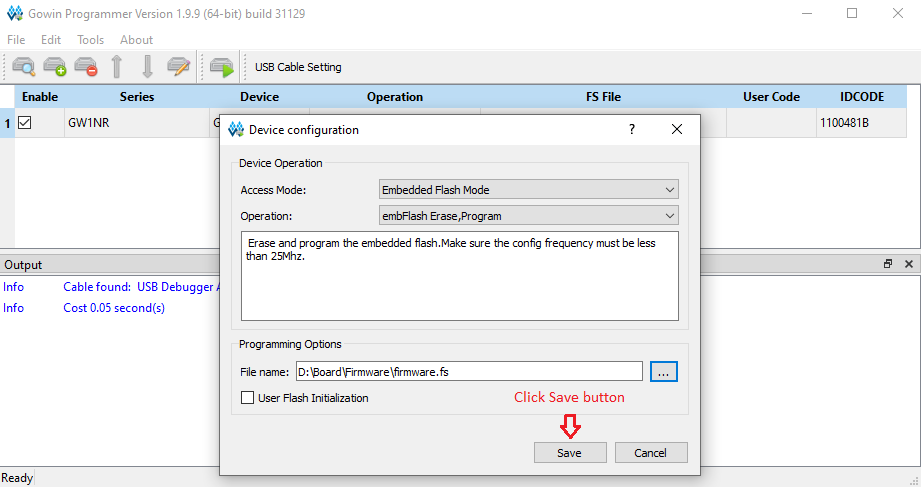 Gowin Programmer Version 1.9.9 (64-bit) build 31129
File Edit Tools About
USB Cable Setting
Enable Series Device Operation FS File User Code IDCODE
1 GW1NR G 1100481B
Device configuration ?
Device Operation
Access Mode: Embedded Flash Mode
Operation: embFlash Erase,Program
Erase and program the embedded flash.Make sure the config frequency must be less
than 25Mhz.
Output
Info Cable found: USB Debugger A
Info Cost 0.05 second(s)
Programming Options
File name: D:\Board\Firmware\firmware.fs ...
User Flash Initialization
Click Save button
Save Cancel
Ready